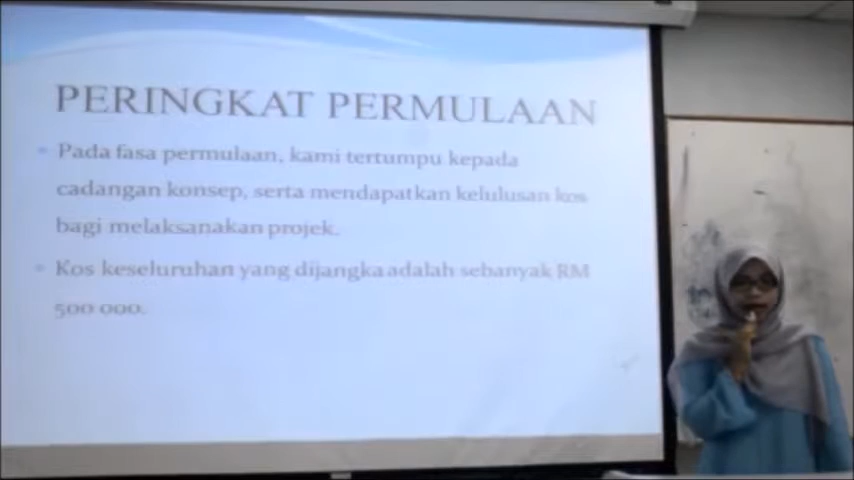 PERINGKAT PERMULAAN
Pada fasa permulaan, kami tertumpu kepada
cadangan konsep, serta mendapatkan kelulusan kos
bagi melaksanakan projek.
Kos keseluruhan yang dijangka adalah sebanyak RM
500 000.